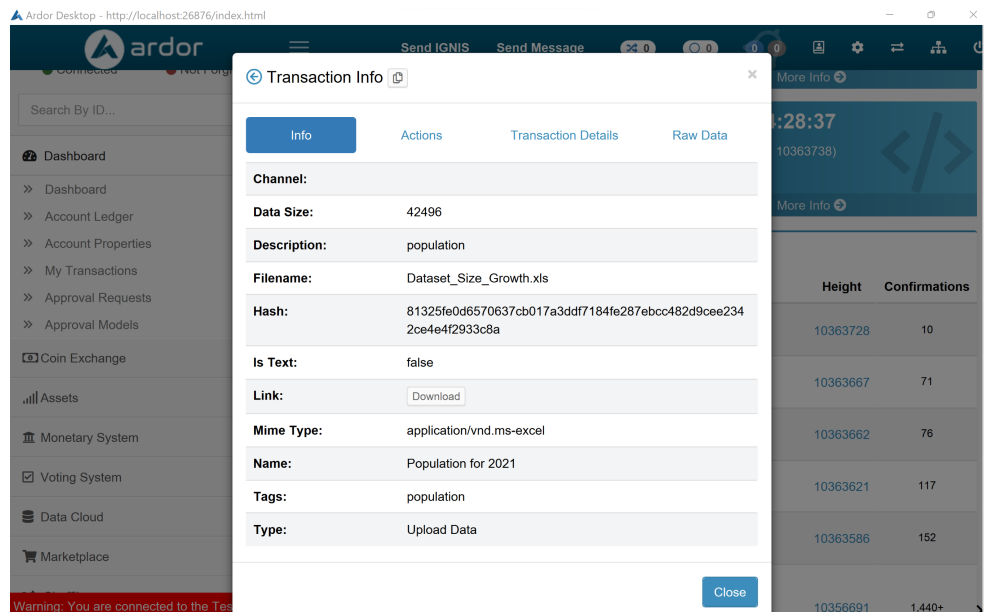 Ardor Desktop - http://localhost:26876/index.html
ardor
Send IGNIS Send Message 0 0 0 0
Connected Not Forg
Search By ID...
Dashboard
Dashboard
Account Ledger
Account Properties
My Transactions
Approval Requests
Approval Models
Coin Exchange
Assets
Monetary System
Voting System
Data Cloud
Marketplace
Warning: You are connected to the Tes
Transaction Info
Info Actions Transaction Details Raw Data
Channel:
Data Size: 42496
Description: population
Filename: Dataset_Size_Growth.xls
Hash: 81325fe0d6570637cb017a3ddf7184fe287ebcc482d9cee234
2ce4e4f2933c8a
Is Text: false
Link: Download
Mime Type: application/vnd.ms-excel
Name: Population for 2021
Tags: population
Type: Upload Data
Close
More Info
:28:37
10363738)
More Info
Height Confirmations
10363728 10
10363667 71
10363662 76
10363621 117
10363586 152
10356691 1,440+